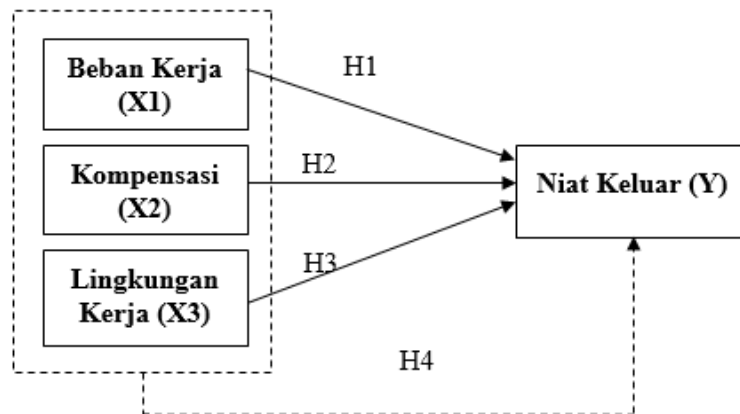 Beban Kerja
(X1)
H1
Kompensasi
(X2)
H2
Niat Keluar (Y)
Lingkungan
Kerja (X3)
H3
H4